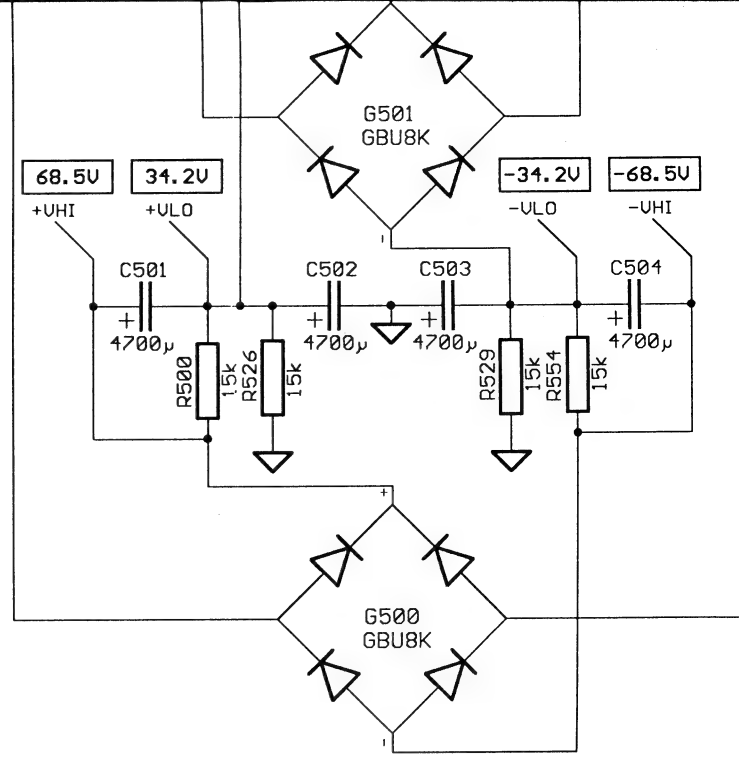 G501
GBU8K
68.5V
34.2V
-34.2V
-68.5V
+VHI
+VLO
-VLO
-VHI
C501
C502
C503
C504
+
+
+
+
4700µ
4700µ
4700µ
4700µ
R500
15k
R526
15k
R529
15k
R554
15k
+
G500
GBU8K
-